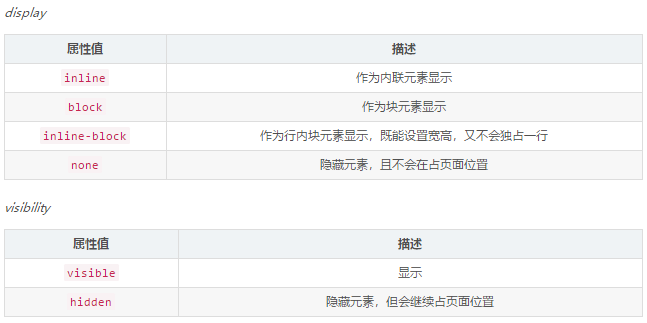 display
属性值 描述
inline 作为内联元素显示
block 作为块元素显示
inline-block 作为行内块元素显示，既能设置宽高，又不会独占一行
none 隐藏元素，且不会在占页面位置
visibility
属性值 描述
visible 显示
hidden 隐藏元素，但会继续占页面位置